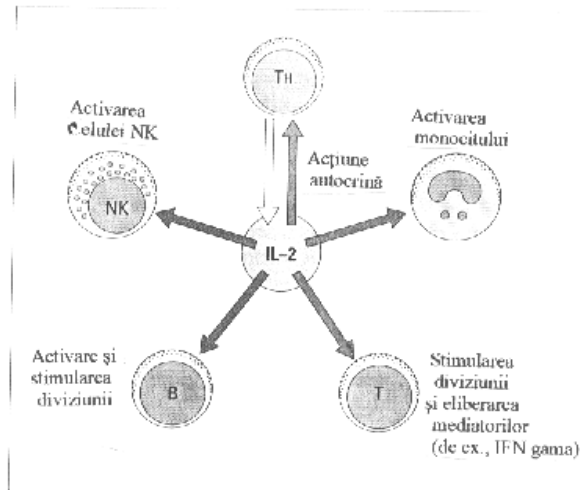 TH
Activarea
Celulei NK
Activarea
monocitului
Acțiune
autocrină
NK
IL-2
Activare și
stimularea
diviziunii
B
T
Stimularea
diviziunii
și eliberarea
mediatorilor
(de ex., IFN gama)